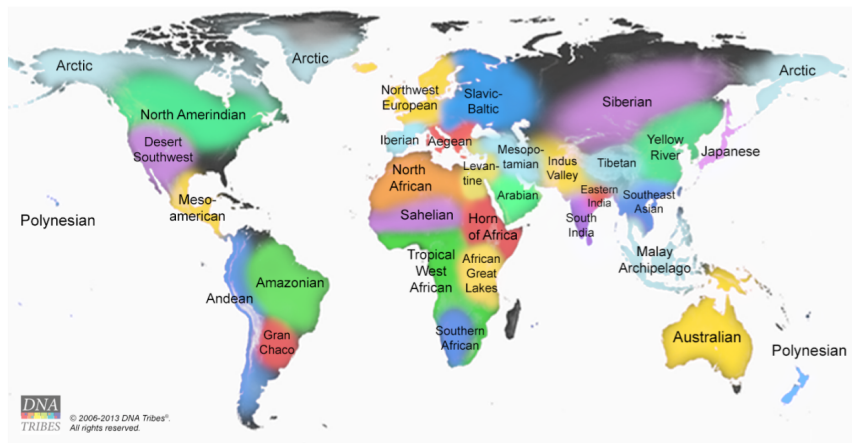 Arctic
Arctic
Arctic
North Amerindian
Desert
Southwest
Meso-
american
Polynesian
Andean
Amazonian
Gran
Chaco
Northwest
European
Slavic-
Baltic
Iberian
Aegean
Mesopo-
tamian
Levan-
tine
Arabian
North
African
Sahelian
Horn
of Africa
Tropical
West
African
African
Great
Lakes
Southern
African
Siberian
Yellow
River
Japanese
Indus
Valley
Tibetan
Eastern
India
South
India
Southeast
Asian
Malay
Archipelago
Australian
Polynesian
DNA
TRIBES
© 2006-2013 DNA Tribes®.
All rights reserved.